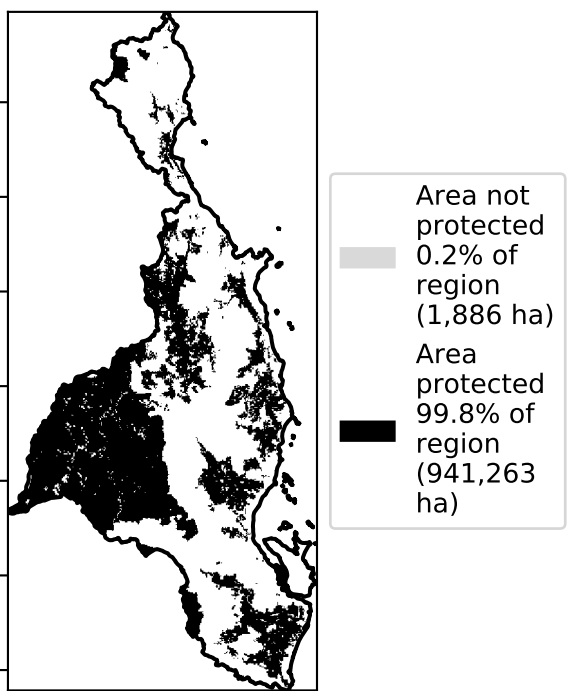 Area not
protected
0.2% of
region
(1,886 ha)
Area
protected
99.8% of
region
(941,263
ha)